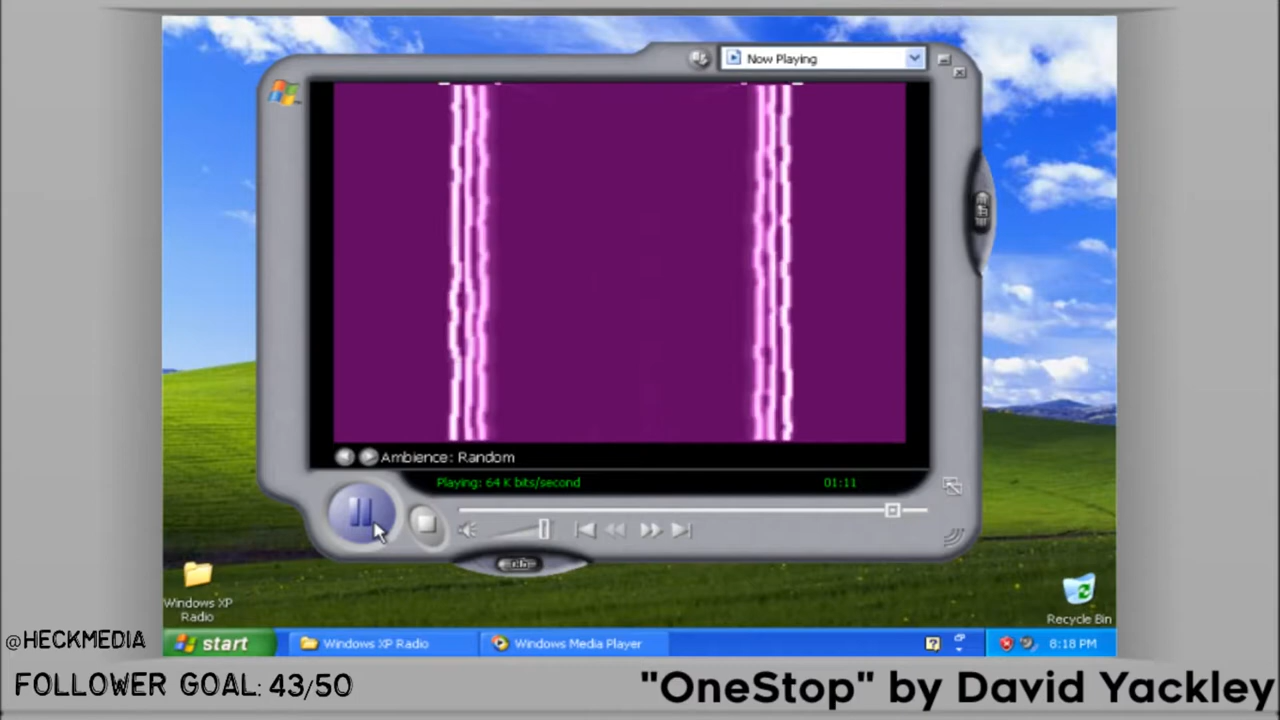 Now Playing
Ambience: Random
Playing: 64 K bits/second
01:11
Windows XP
Radio
Recycle Bin
start
Windows XP Radio
Windows Media Player
8:18 PM
@HECKMEDIA
FOLLOWER GOAL: 43/50
"OneStop" by David Yackley